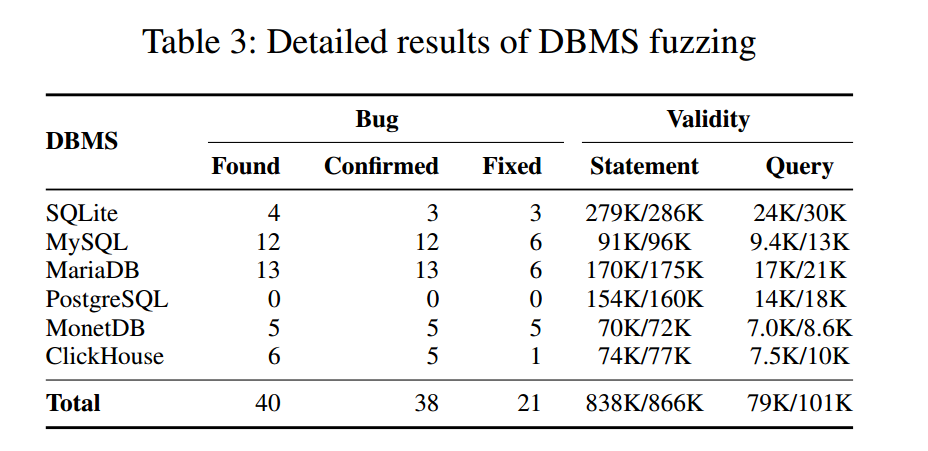 Table 3: Detailed results of DBMS fuzzing
DBMS Bug Validity
Found Confirmed Fixed Statement Query
SQLite 4 3 3 279K/286K 24K/30K
MySQL 12 12 6 91K/96K 9.4K/13K
MariaDB 13 13 6 170K/175K 17K/21K
PostgreSQL 0 0 0 154K/160K 14K/18K
MonetDB 5 5 5 70K/72K 7.0K/8.6K
ClickHouse 6 5 1 74K/77K 7.5K/10K
Total 40 38 21 838K/866K 79K/101K